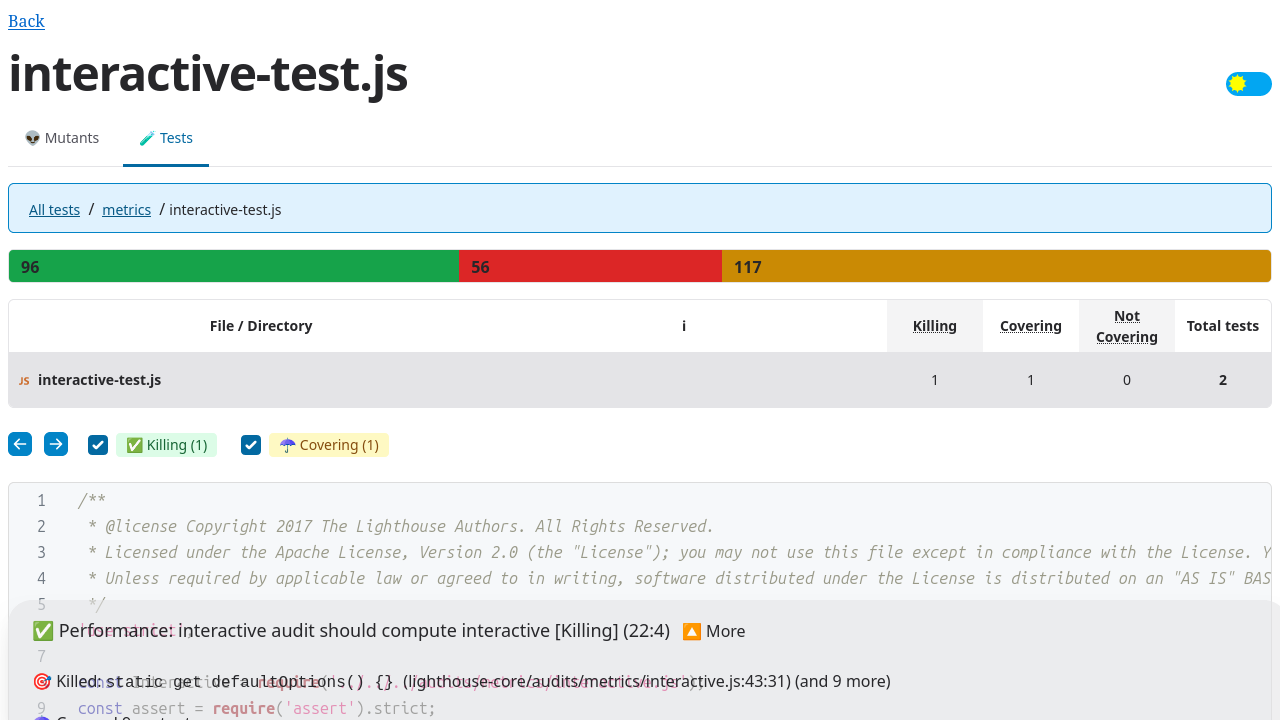 Back
interactive-test.js
👽 Mutants 🧪 Tests
All tests / metrics / interactive-test.js
96 56 117
File / Directory i Killing Covering Not Covering Total tests
JS interactive-test.js 1 1 0 2
✅ Killing (1) ☂️ Covering (1)
1 /**
2 * @license Copyright 2017 The Lighthouse Authors. All Rights Reserved.
3 * Licensed under the Apache License, Version 2.0 (the "License"); you may not use this file except in compliance with the License. Y
4 * Unless required by applicable law or agreed to in writing, software distributed under the License is distributed on an "AS IS" BAS
5 */
✅ Performance: interactive audit should compute interactive [Killing] (22:4) 🔼 More
7
🎯 Killed: static get defaultOptions() {} (lighthouse-core/audits/metrics/interactive.js:43:31) (and 9 more)
9 const assert = require('assert').strict;